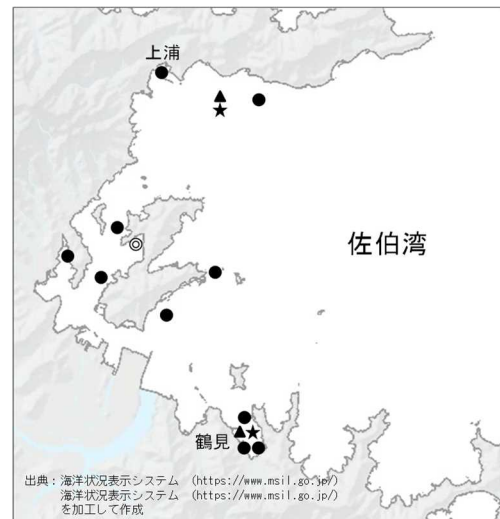 上浦
佐伯湾
鶴見
出典:海洋状況表示システム (https://www.msil.go.jp/)
海洋状況表示システム (https://www.msil.go.jp/)
を加工して作成